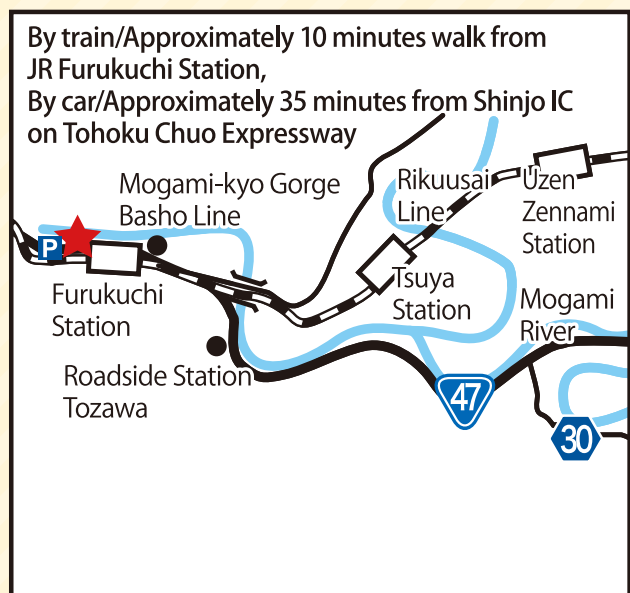 By train/Approximately 10 minutes walk from
JR Furukuchi Station,
By car/Approximately 35 minutes from Shinjo IC
on Tohoku Chuo Expressway
Mogami-kyo Gorge
Basho Line
Rikuusai
Line
Uzen
Zennami
Station
P
Furukuchi
Station
Tsuya
Station
Mogami
River
Roadside Station
Tozawa
47
30